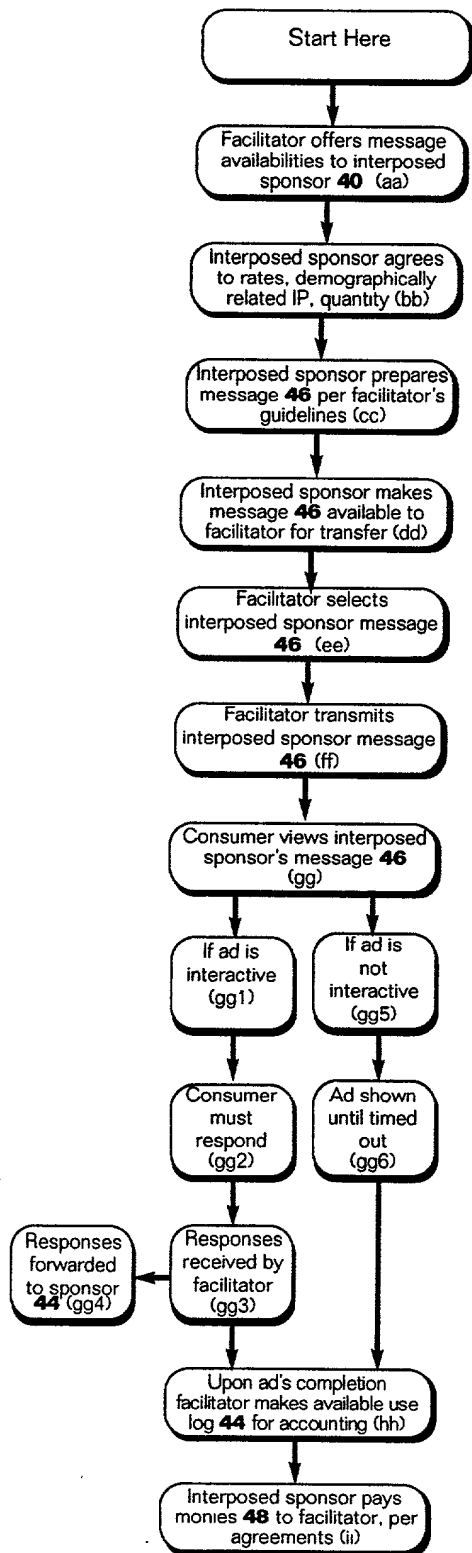 Start Here
Facilitator offers message
availabilities to interposed
sponsor 40 (aa)
Interposed sponsor agrees
to rates, demographically
related IP, quantity (bb)
Interposed sponsor prepares
message 46 per facilitator's
guidelines (cc)
Interposed sponsor makes
message 46 available to
facilitator for transfer (dd)
Facilitator selects
interposed sponsor message
46 (ee)
Facilitator transmits
interposed sponsor message
46 (ff)
Consumer views interposed
sponsor's message 46
(gg)
If ad is
interactive
(gg1)
If ad is
not
interactive
(gg5)
Consumer
must
respond
(gg2)
Ad shown
until timed
out
(gg6)
Responses
forwarded
to sponsor
44 (gg4)
Responses
received by
facilitator
(gg3)
Upon ad's completion
facilitator makes available use
log 44 for accounting (hh)
Interposed sponsor pays
monies 48 to facilitator, per
agreements (ii)